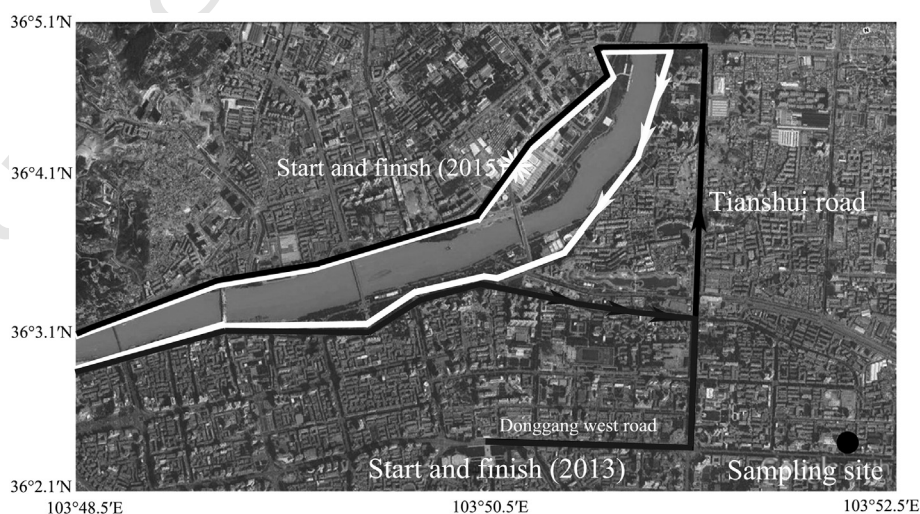 36°5.1'N
Start and finish (2015)
36°4.1'N
Tianshui road
36°3.1'N
Donggang west road
Start and finish (2013)
Sampling site
36°2.1'N
103°48.5'E
103°50.5'E
103°52.5'E